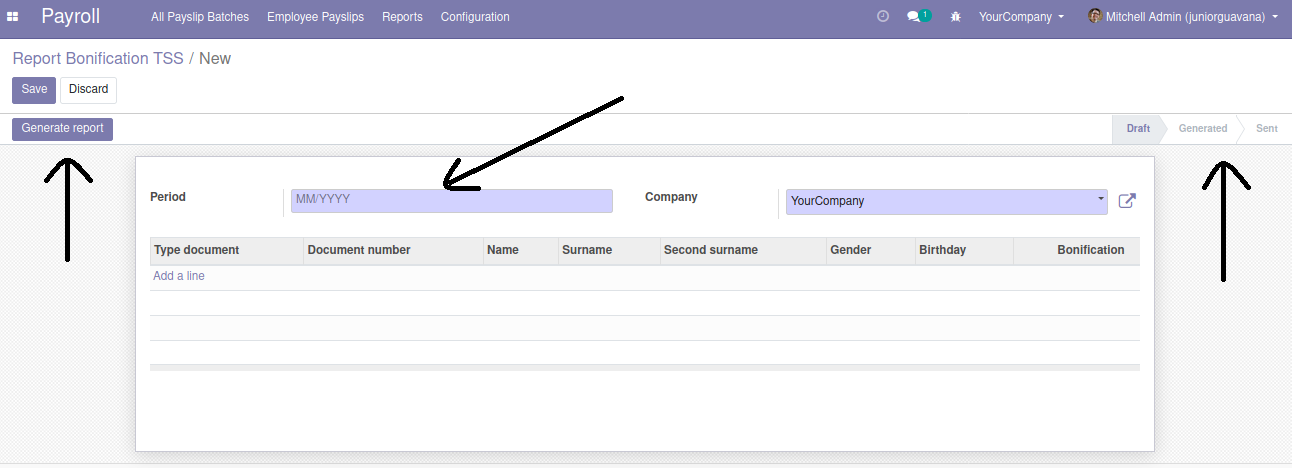 Payroll All Payslip Batches Employee Payslips Reports Configuration 1 YourCompany Mitchell Admin (juniorguavana)
Report Bonification TSS / New
Save Discard
Generate report Draft Generated Sent
Period MM/YYYY Company YourCompany
Type document Document number Name Surname Second surname Gender Birthday Bonification
Add a line